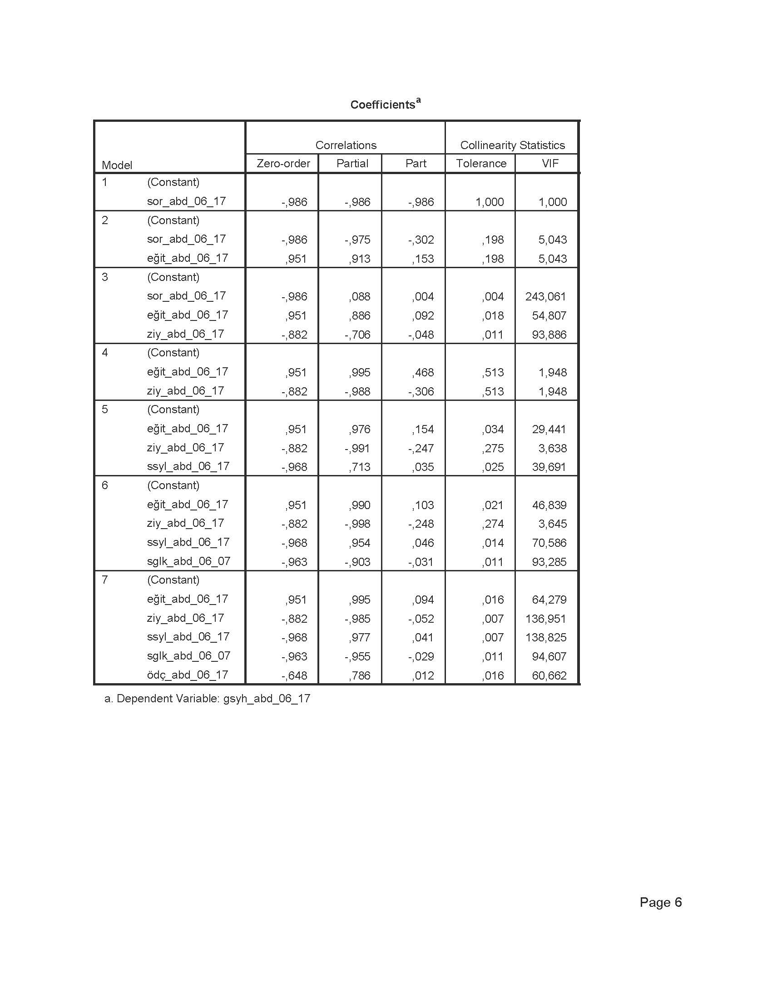 Coefficientsa
Correlations Collinearity Statistics
Model Zero-order Partial Part Tolerance VIF
1 (Constant)
sor_abd_06_17 -,986 -,986 -,986 1,000 1,000
2 (Constant)
sor_abd_06_17 -,986 -,975 -,302 ,198 5,043
eğit_abd_06_17 ,951 ,913 ,153 ,198 5,043
3 (Constant)
sor_abd_06_17 -,986 ,088 ,004 ,004 243,061
eğit_abd_06_17 ,951 ,886 ,092 ,018 54,807
ziy_abd_06_17 -,882 -,706 -,048 ,011 93,886
4 (Constant)
eğit_abd_06_17 ,951 ,995 ,468 ,513 1,948
ziy_abd_06_17 -,882 -,988 -,306 ,513 1,948
5 (Constant)
eğit_abd_06_17 ,951 ,976 ,154 ,034 29,441
ziy_abd_06_17 -,882 -,991 -,247 ,275 3,638
ssyl_abd_06_17 -,968 ,713 ,035 ,025 39,691
6 (Constant)
eğit_abd_06_17 ,951 ,990 ,103 ,021 46,839
ziy_abd_06_17 -,882 -,998 -,248 ,274 3,645
ssyl_abd_06_17 -,968 ,954 ,046 ,014 70,586
sglk_abd_06_07 -,963 -,903 -,031 ,011 93,285
7 (Constant)
eğit_abd_06_17 ,951 ,995 ,094 ,016 64,279
ziy_abd_06_17 -,882 -,985 -,052 ,007 136,951
ssyl_abd_06_17 -,968 ,977 ,041 ,007 138,825
sglk_abd_06_07 -,963 -,955 -,029 ,011 94,607
ödç_abd_06_17 -,648 ,786 ,012 ,016 60,662
a. Dependent Variable: gsyh_abd_06_17
Page 6